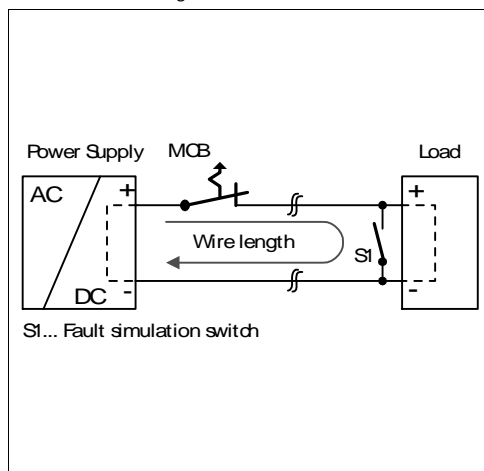 Power Supply MCB Load
AC + +
Wire length
S1
DC - -
S1... Fault simulation switch